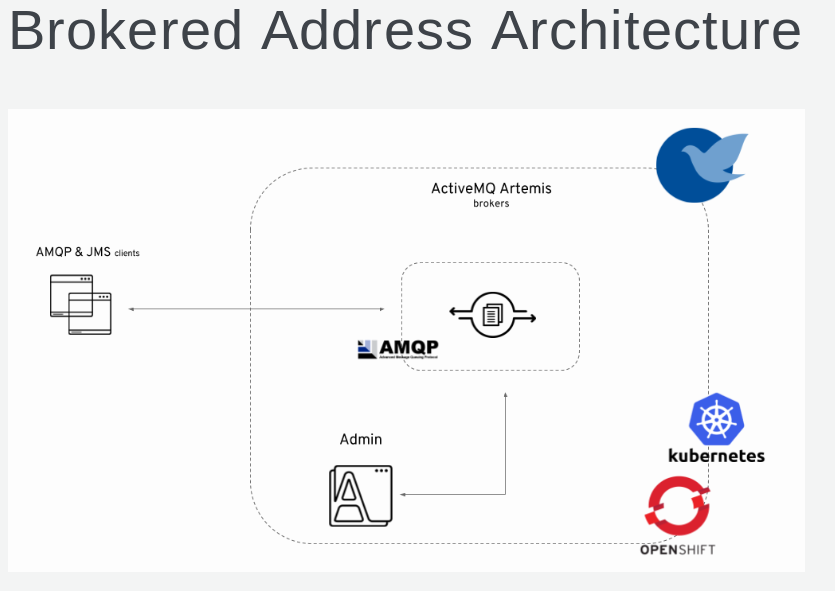 Brokered Address Architecture
ActiveMQ Artemis
brokers
AMQP & JMS clients
AMQP
Advanced Message Queuing Protocol
Admin
A
kubernetes
OPENSHIFT